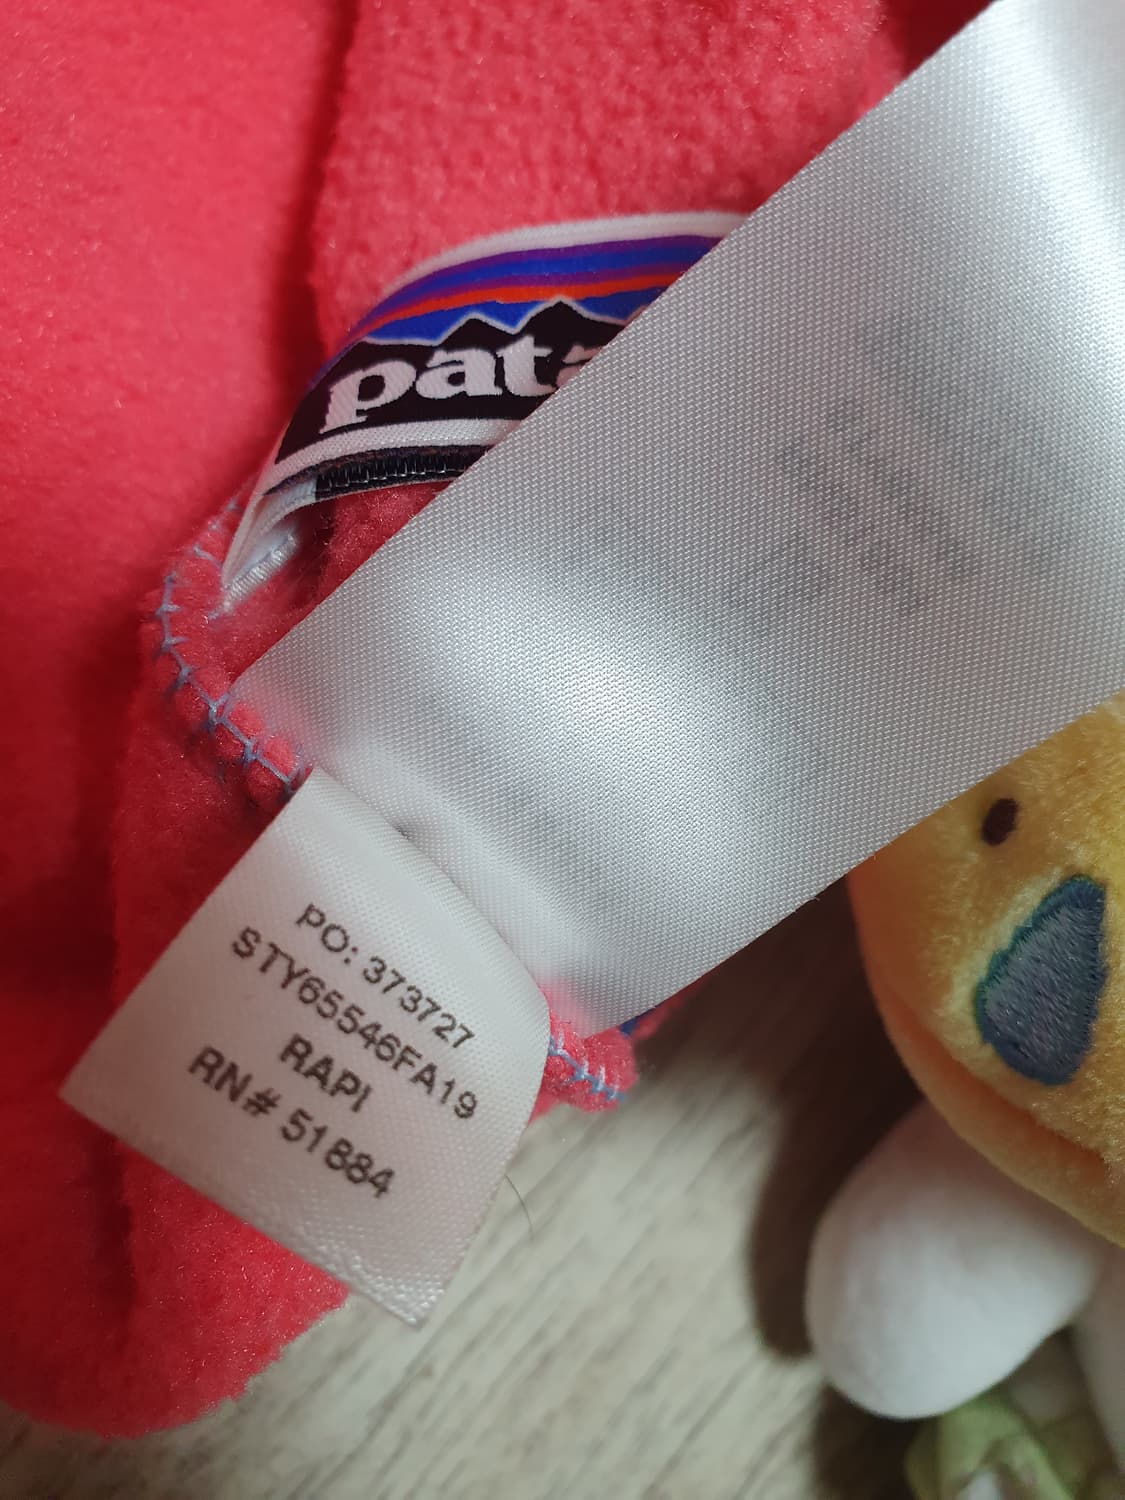 pata
PO: 373727
STY65546FA19
RAPI
RN# 51884